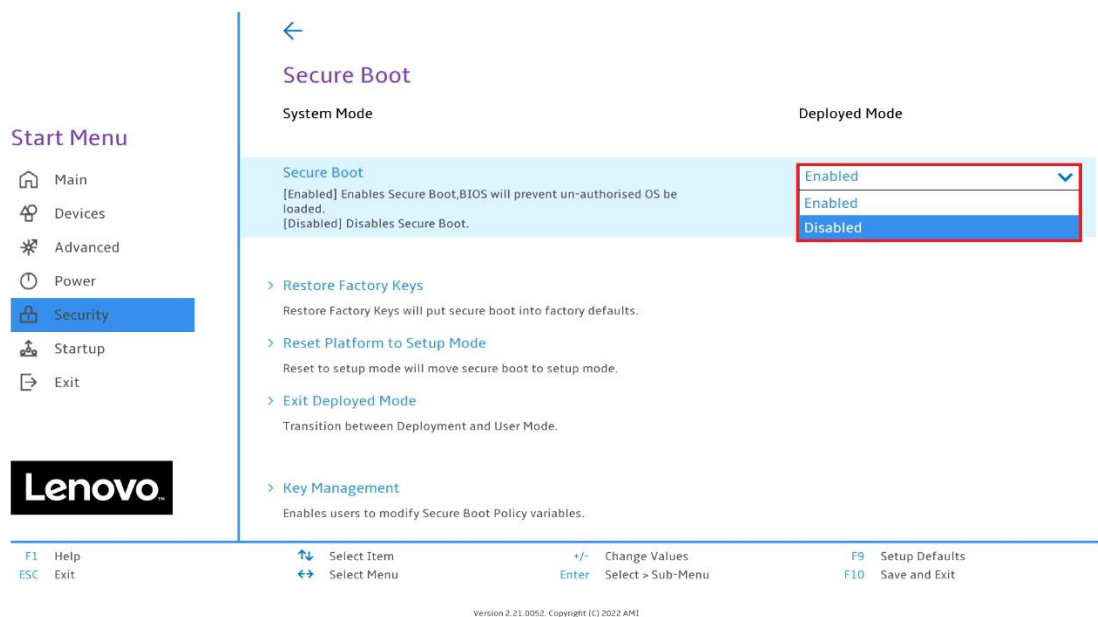 Secure Boot
System Mode
Deployed Mode
Start Menu
Main
Devices
Advanced
Power
Security
Startup
Exit
Secure Boot
[Enabled] Enables Secure Boot,BIOS will prevent un-authorised OS be
loaded.
[Disabled] Disables Secure Boot.
Enabled
Enabled
Disabled
> Restore Factory Keys
Restore Factory Keys will put secure boot into factory defaults.
> Reset Platform to Setup Mode
Reset to setup mode will move secure boot to setup mode.
> Exit Deployed Mode
Transition between Deployment and User Mode.
> Key Management
Enables users to modify Secure Boot Policy variables.
Lenovo™
F1 Help
ESC Exit
↑↓ Select Item
↔ Select Menu
+/- Change Values
Enter Select > Sub-Menu
F9 Setup Defaults
F10 Save and Exit
Version 2.21.0052. Copyright (C) 2022 AMI